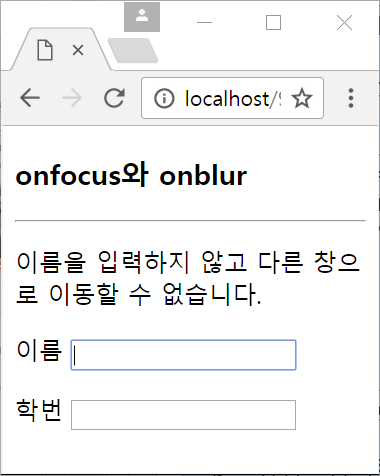 localhost/9
onfocus와 onblur
이름을 입력하지 않고 다른 창으
로 이동할 수 없습니다.
이름
학번